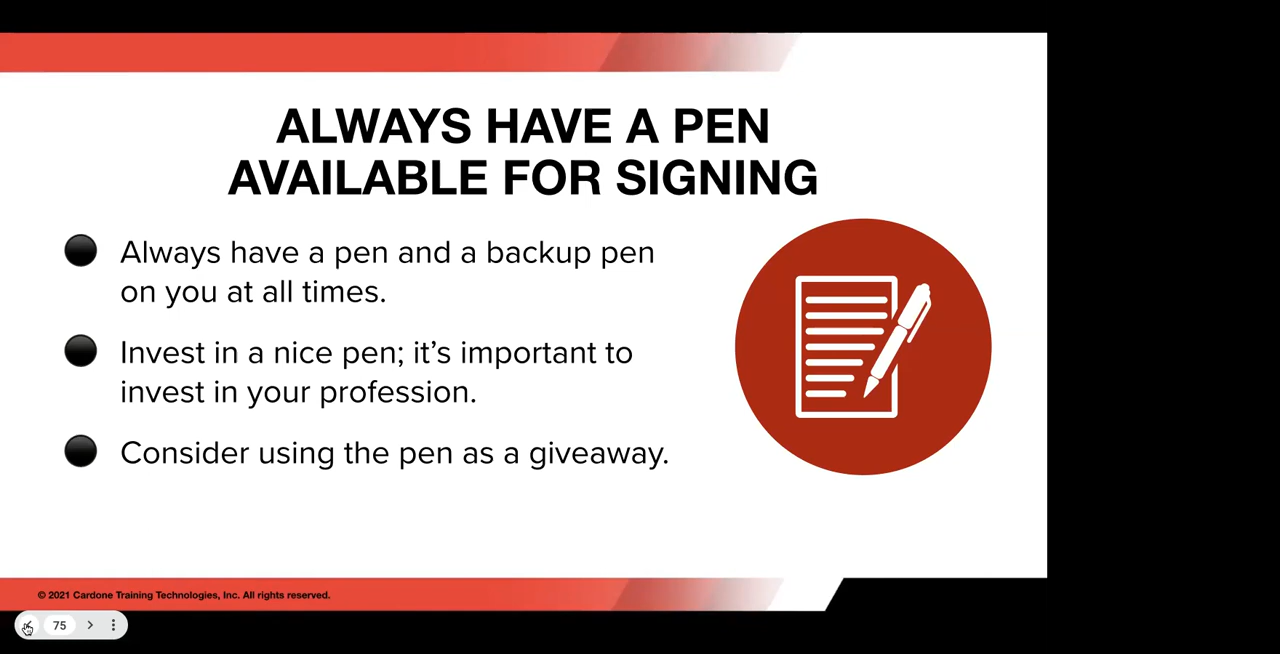 ALWAYS HAVE A PEN
AVAILABLE FOR SIGNING
Always have a pen and a backup pen
on you at all times.
Invest in a nice pen; it’s important to
invest in your profession.
Consider using the pen as a giveaway.
© 2021 Cardone Training Technologies, Inc. All rights reserved.
75